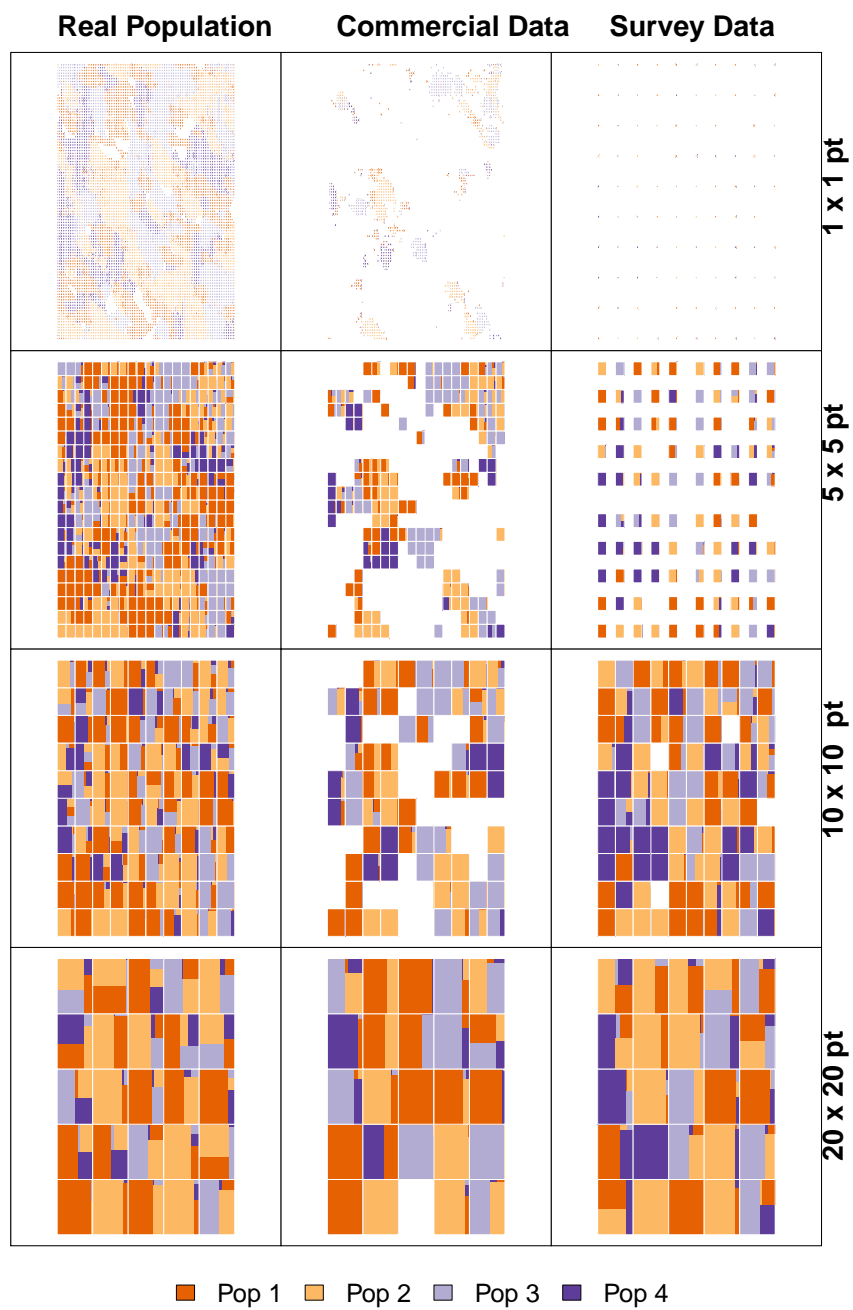 Real Population Commercial Data Survey Data
1 x 1 pt
5 x 5 pt
10 x 10 pt
20 x 20 pt
Pop 1 Pop 2 Pop 3 Pop 4